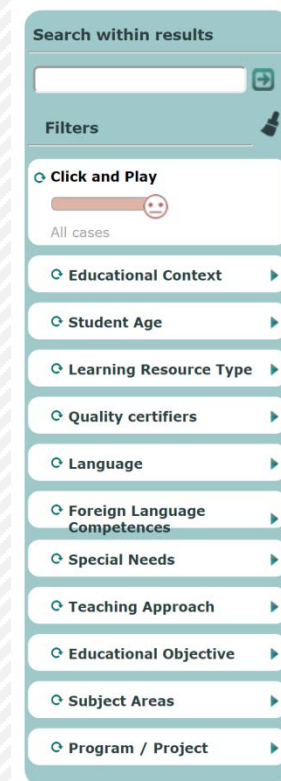 Search within results
Filters
Click and Play
All cases
Educational Context
Student Age
Learning Resource Type
Quality certifiers
Language
Foreign Language
Competences
Special Needs
Teaching Approach
Educational Objective
Subject Areas
Program / Project